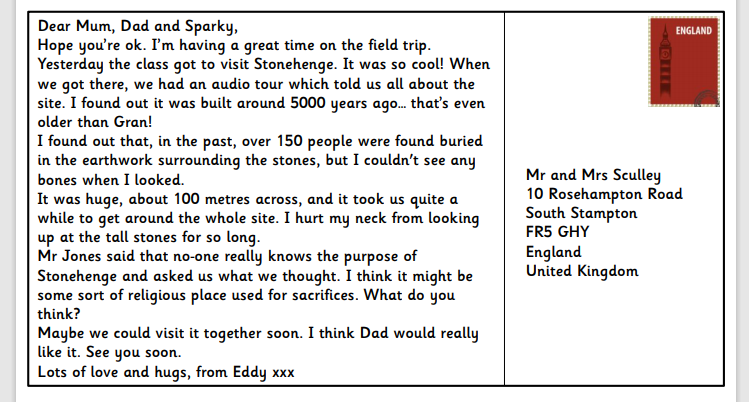 Dear Mum, Dad and Sparky,
Hope you're ok. I'm having a great time on the field trip.
Yesterday the class got to visit Stonehenge. It was so cool! When
we got there, we had an audio tour which told us all about the
site. I found out it was built around 5000 years ago... that's even
older than Gran!
I found out that, in the past, over 150 people were found buried
in the earthwork surrounding the stones, but I couldn't see any
bones when I looked.
It was huge, about 100 metres across, and it took us quite a
while to get around the whole site. I hurt my neck from looking
up at the tall stones for so long.
Mr Jones said that no-one really knows the purpose of
Stonehenge and asked us what we thought. I think it might be
some sort of religious place used for sacrifices. What do you
think?
Maybe we could visit it together soon. I think Dad would really
like it. See you soon.
Lots of love and hugs, from Eddy xxx
ENGLAND
Mr and Mrs Sculley
10 Rosehampton Road
South Stampton
FR5 GHY
England
United Kingdom